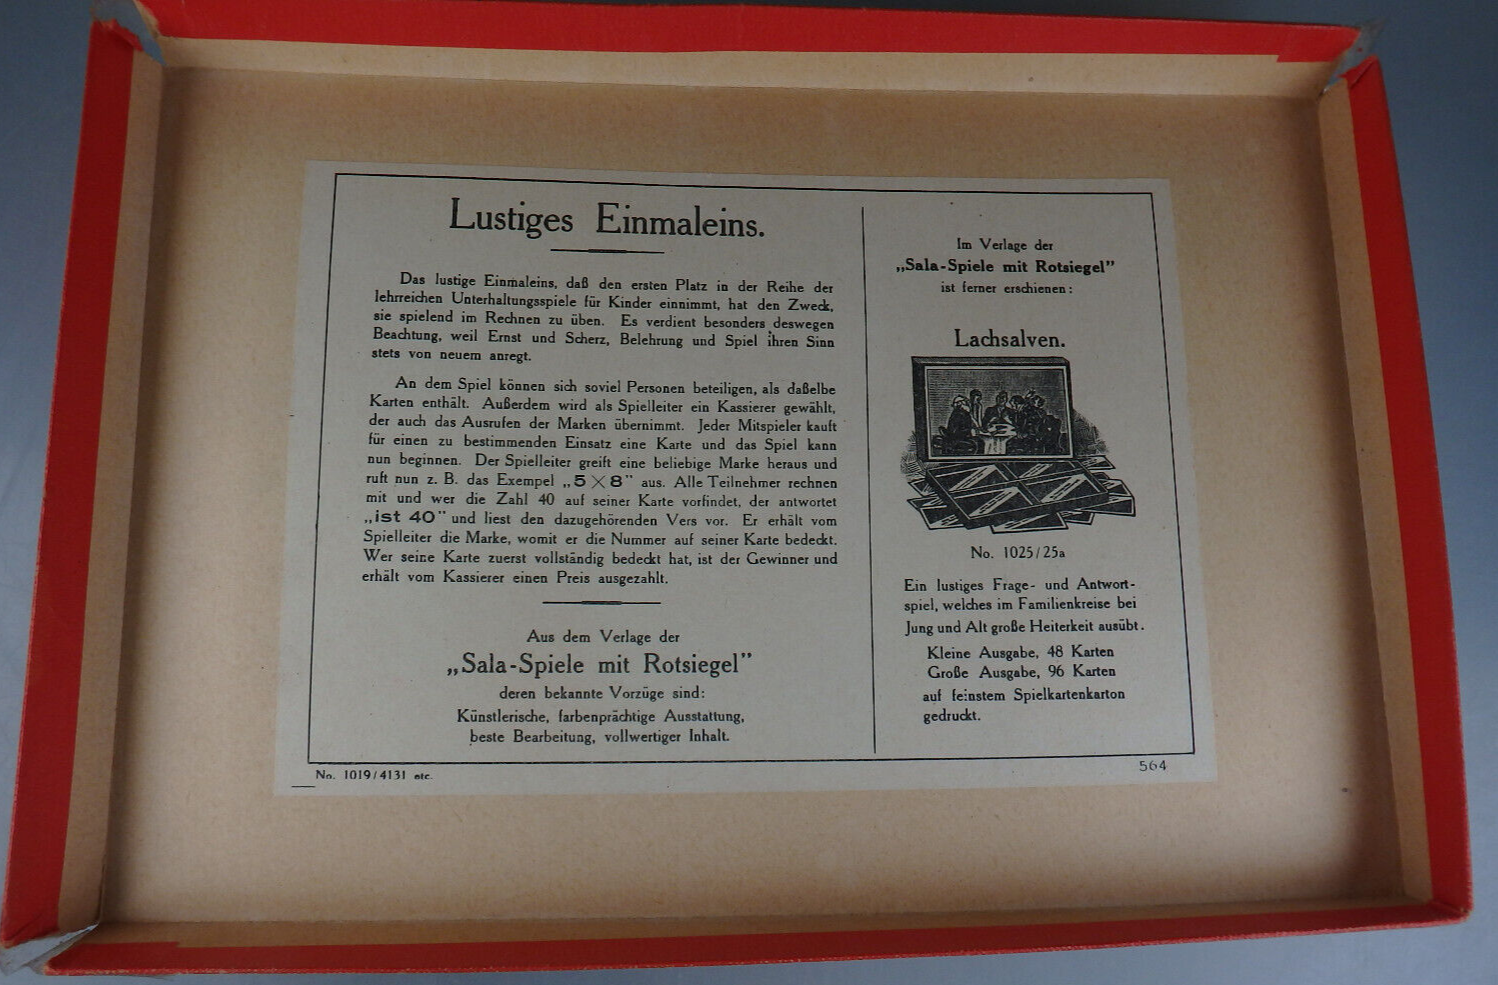 Lustiges Einmaleins.
Das lustige Einmaleins, daß den ersten Platz in der Reihe der
lehrreichen Unterhaltungsspiele für Kinder einnimmt, hat den Zweck,
sie spielend im Rechnen zu üben. Es verdient besonders deswegen
Beachtung, weil Ernst und Scherz, Belehrung und Spiel ihren Sinn
stets von neuem anregt.
An dem Spiel können sich soviel Personen beteiligen, als daßelbe
Karten enthält. Außerdem wird als Spielleiter ein Kassierer gewählt,
der auch das Ausrufen der Marken übernimmt. Jeder Mitspieler kauft
für einen zu bestimmenden Einsatz eine Karte und das Spiel kann
nun beginnen. Der Spielleiter greift eine beliebige Marke heraus und
ruft nun z. B. das Exempel „5 × 8" aus. Alle Teilnehmer rechnen
mit und wer die Zahl 40 auf seiner Karte vorfindet, der antwortet
„ist 40" und liest den dazugehörenden Vers vor. Er erhält vom
Spielleiter die Marke, womit er die Nummer auf seiner Karte bedeckt.
Wer seine Karte zuerst vollständig bedeckt hat, ist der Gewinner und
erhält vom Kassierer einen Preis ausgezahlt.
Aus dem Verlage der
„Sala-Spiele mit Rotsiegel"
deren bekannte Vorzüge sind:
Künstlerische, farbenprächtige Ausstattung,
beste Bearbeitung, vollwertiger Inhalt.
No. 1019/4131 etc.
Im Verlage der
„Sala-Spiele mit Rotsiegel"
ist ferner erschienen:
Lachsalven.
No. 1025/25a
Ein lustiges Frage- und Antwort-
spiel, welches im Familienkreise bei
Jung und Alt große Heiterkeit ausübt.
Kleine Ausgabe, 48 Karten
Große Ausgabe, 96 Karten
auf feinstem Spielkartenkarton
gedruckt.
564